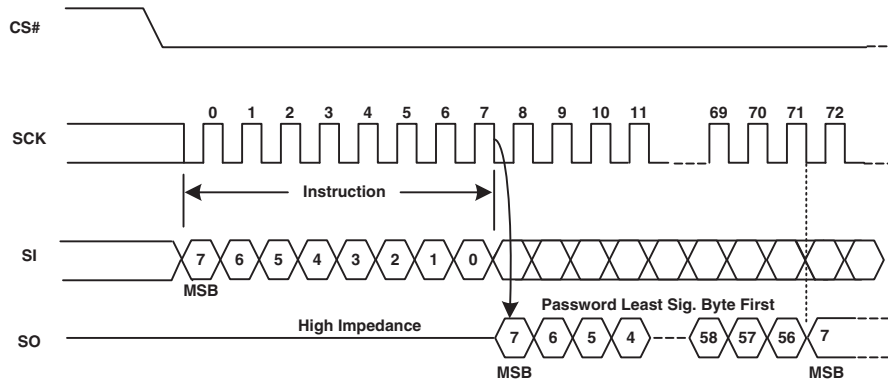 CS#
0 1 2 3 4 5 6 7 8 9 10 11 69 70 71 72
SCK
Instruction
SI 7 6 5 4 3 2 1 0
MSB
Password Least Sig. Byte First
High Impedance
SO 7 6 5 4 58 57 56 7
MSB MSB